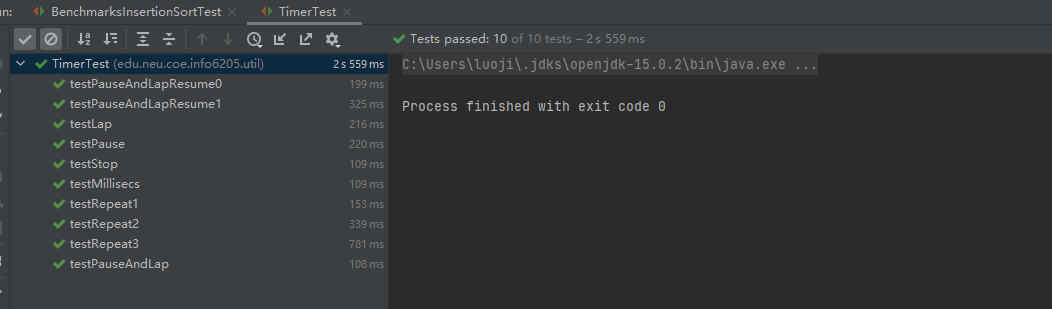 un: BenchmarksInsertionSortTest × TimerTest ×
Tests passed: 10 of 10 tests – 2 s 559 ms
TimerTest (edu.neu.coe.info6205.util) 2 s 559 ms
C:\Users\luoji\.jdks\openjdk-15.0.2\bin\java.exe ...
testPauseAndLapResume0 199 ms
testPauseAndLapResume1 325 ms
Process finished with exit code 0
testLap 216 ms
testPause 220 ms
testStop 109 ms
testMillisecs 109 ms
testRepeat1 153 ms
testRepeat2 339 ms
testRepeat3 781 ms
testPauseAndLap 108 ms